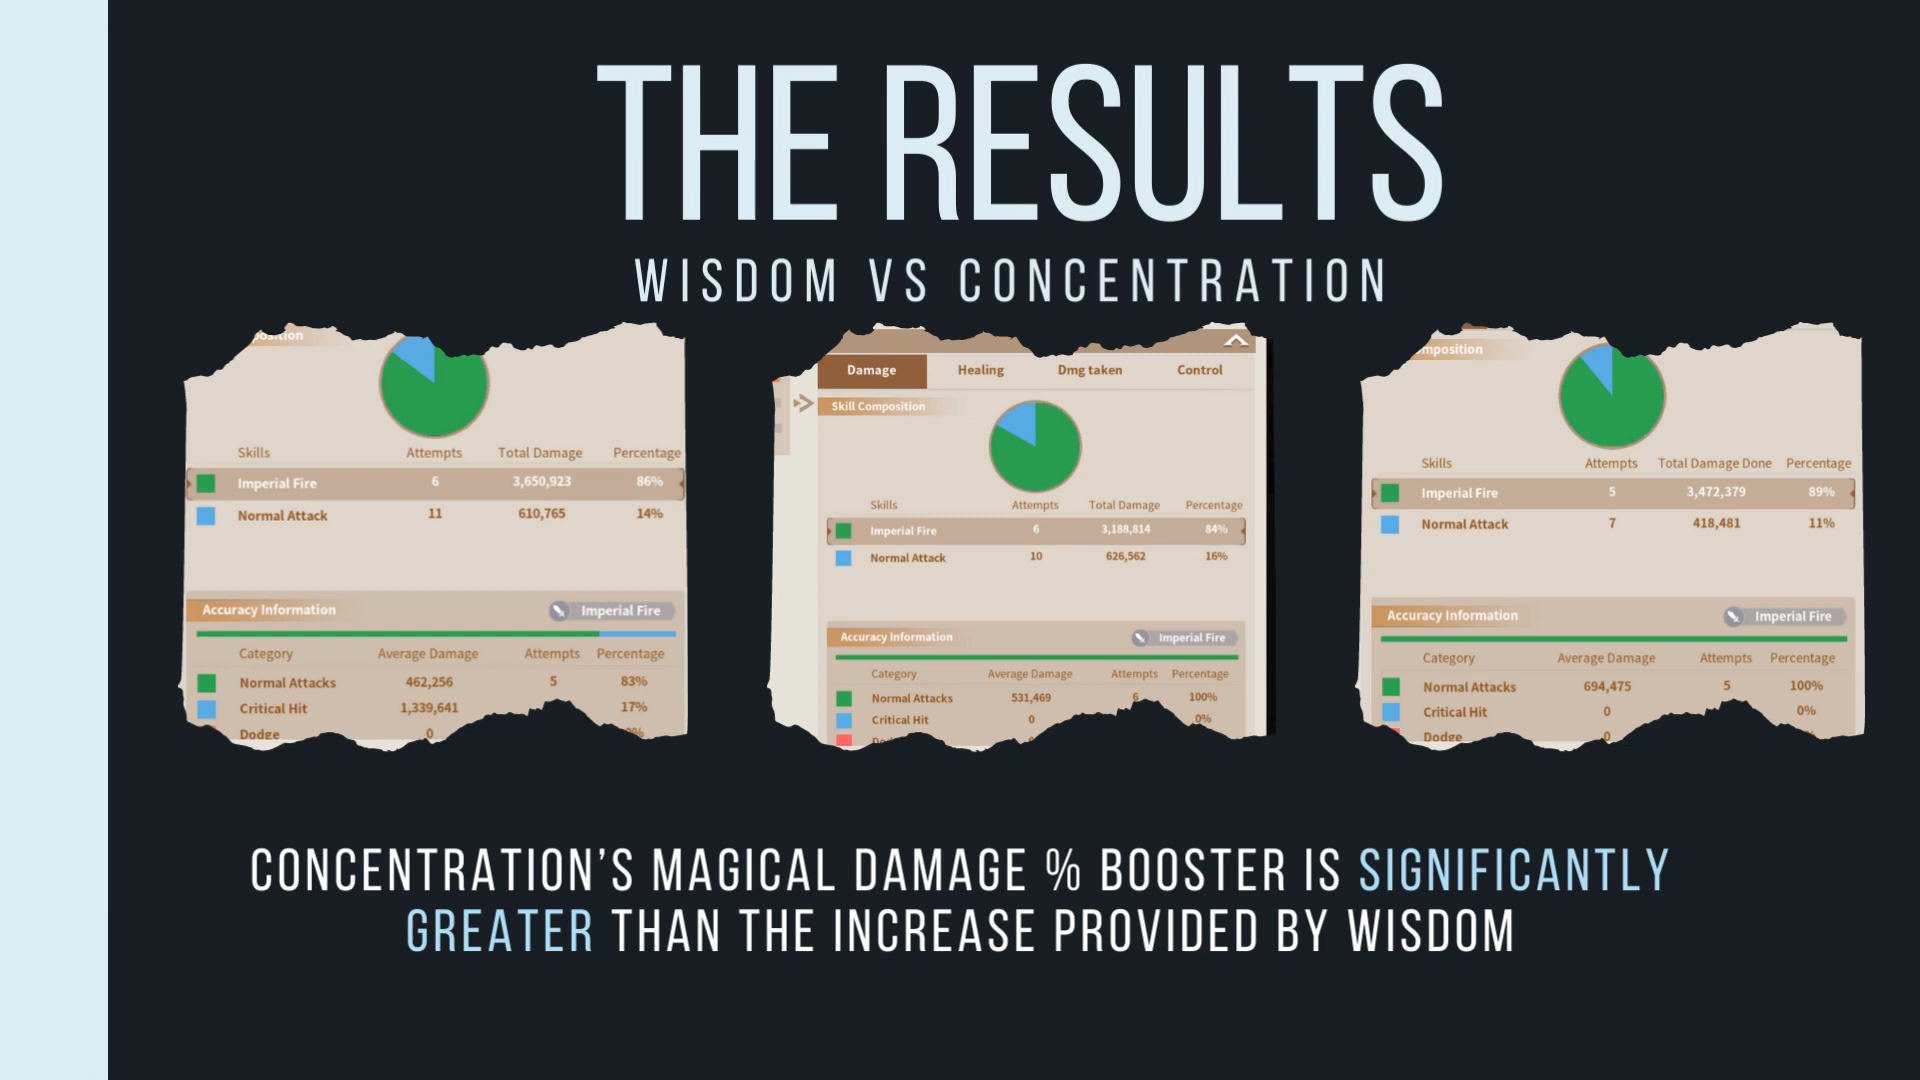 THE RESULTS
WISDOM VS CONCENTRATION
position
Skills Attempts Total Damage Percentage
Imperial Fire 6 3,650,923 86%
Normal Attack 11 610,765 14%
Accuracy Information Imperial Fire
Category Average Damage Attempts Percentage
Normal Attacks 462,256 5 83%
Critical Hit 1,339,641 17%
Dodge 0 0%
Damage Healing Dmg taken Control
Skill Composition
Skills Attempts Total Damage Percentage
Imperial Fire 6 3,188,814 84%
Normal Attack 10 626,562 16%
Accuracy Information Imperial Fire
Category Average Damage Attempts Percentage
Normal Attacks 531,469 6 100%
Critical Hit 0 0%
mposition
Skills Attempts Total Damage Done Percentage
Imperial Fire 5 3,472,379 89%
Normal Attack 7 418,481 11%
Accuracy Information Imperial Fire
Category Average Damage Attempts Percentage
Normal Attacks 694,475 5 100%
Critical Hit 0 0%
Dodge 0
CONCENTRATION'S MAGICAL DAMAGE % BOOSTER IS SIGNIFICANTLY
GREATER THAN THE INCREASE PROVIDED BY WISDOM